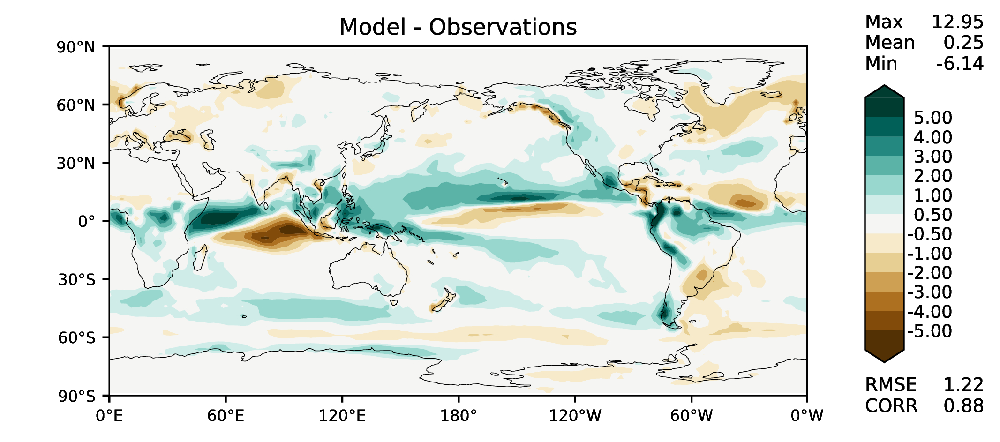 Model - Observations
Max 12.95
Mean 0.25
Min -6.14
90°N
60°N
30°N
0°
30°S
60°S
90°S
0°E 60°E 120°E 180° 120°W 60°W 0°W
5.00
4.00
3.00
2.00
1.00
0.50
-0.50
-1.00
-2.00
-3.00
-4.00
-5.00
RMSE 1.22
CORR 0.88